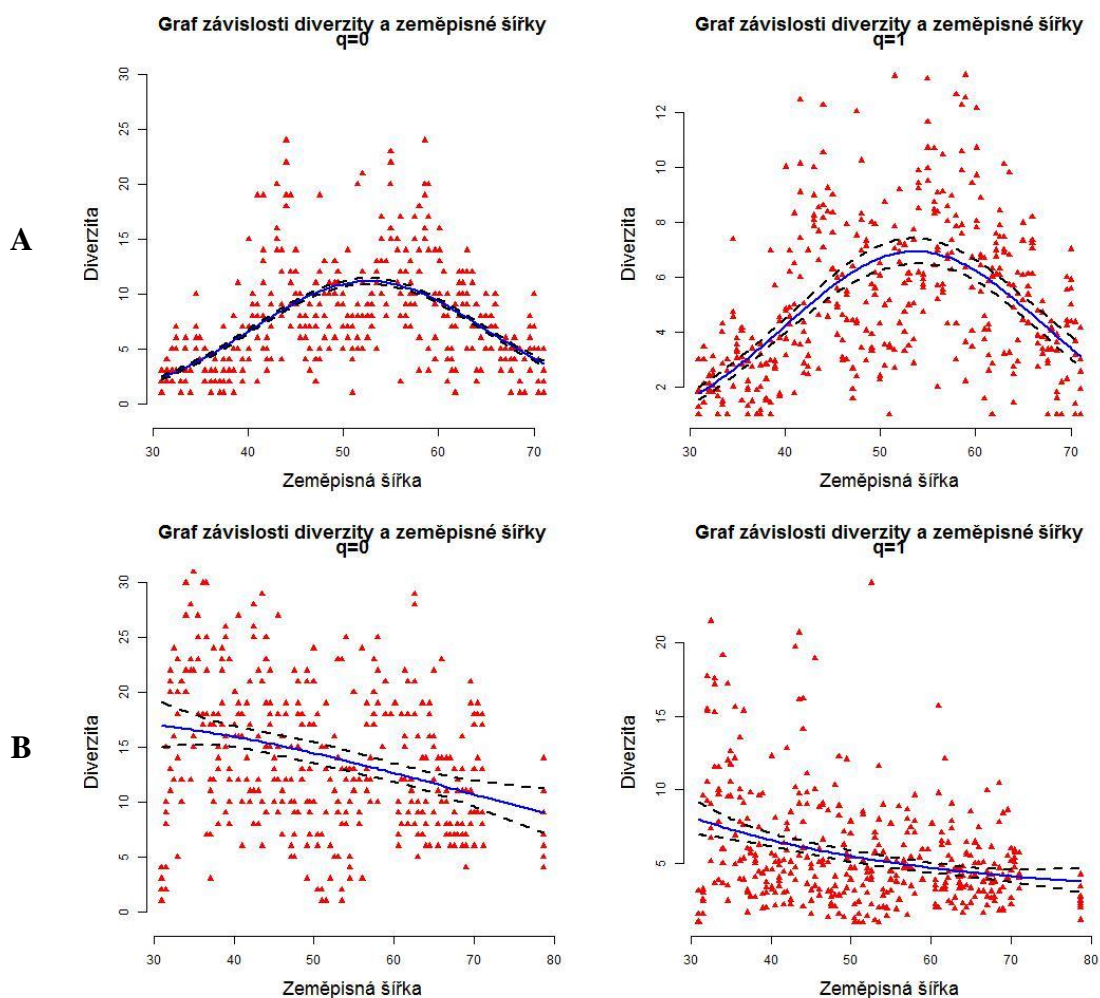 Graf závislosti diverzity a zeměpisné šířky
q=0
Diverzita
30
25
20
15
10
5
0
30 40 50 60 70
Zeměpisná šířka
Graf závislosti diverzity a zeměpisné šířky
q=1
Diverzita
12
10
8
6
4
2
30 40 50 60 70
Zeměpisná šířka
A
Graf závislosti diverzity a zeměpisné šířky
q=0
Diverzita
30
25
20
15
10
5
0
30 40 50 60 70 80
Zeměpisná šířka
Graf závislosti diverzity a zeměpisné šířky
q=1
Diverzita
20
15
10
5
30 40 50 60 70 80
Zeměpisná šířka
B